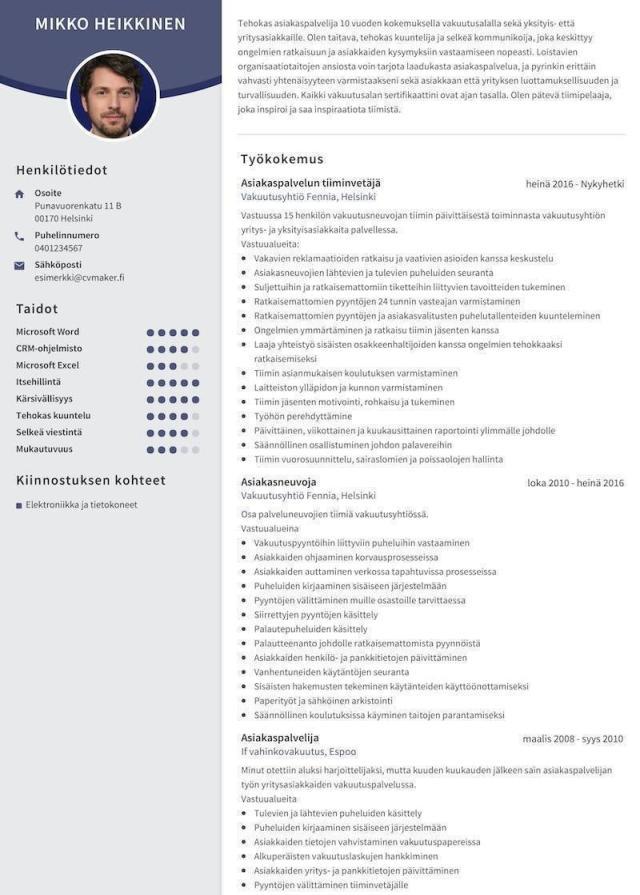 MIKKO HEIKKINEN
Henkilötiedot
Osoite
Punavuorenkatu 11 B
00170 Helsinki
Puhelinnumero
0401234567
Sähköposti
esimerkki@cvmaker.fi
Taidot
Microsoft Word
CRM-ohjelmisto
Microsoft Excel
Itsehillintä
Kärsivällisyys
Tehokas kuuntelu
Selkeä viestintä
Mukautuvuus
Kiinnostuksen kohteet
Elektroniikka ja tietokoneet
Tehokas asiakaspalvelija 10 vuoden kokemuksella vakuutusalalla sekä yksityis- että
yritysasiakkaille. Olen taitava, tehokas kuuntelija ja selkeä kommunikoija, joka keskittyy
ongelmien ratkaisuun ja asiakkaiden kysymyksiin vastaamiseen nopeasti. Loistavien
organisaatiotaitojen ansiosta voin tarjota laadukasta asiakaspalvelua, ja pyrinkin erittäin
vahvasti yhtenäisyyteen varmistaakseni sekä asiakkaan että yrityksen luottamuksellisuuden ja
turvallisuuden. Kaikki vakuutusalan sertifikaattini ovat ajan tasalla. Olen pätevä tiimipelaaja,
joka inspiroi ja saa inspiraatiota tiimistä.
Työkokemus
Asiakaspalvelun tiiminvetäjä heinä 2016 - Nykyhetki
Vakuutusyhtiö Fennia, Helsinki
Vastuussa 15 henkilön vakuutusneuvojan tiimin päivittäisestä toiminnasta vakuutusyhtiön
yritys- ja yksityisasiakkaita palvellessa.
Vastuualueita:
Vakavien reklamaatioiden ratkaisu ja vaativien asioiden kanssa keskustelu
Asiakasneuvojien lähtevien ja tulevien puheluiden seuranta
Suljettuihin ja ratkaisemattomiin tiketteihin liittyvien tavoitteiden tukeminen
Ratkaisemattomien pyyntöjen 24 tunnin vasteajan varmistaminen
Ratkaisemattomien pyyntöjen ja asiakasvalitusten puhelutallenteiden kuunteleminen
Ongelmien ymmärtäminen ja ratkaisu tiimin jäsenten kanssa
Laaja yhteistyö sisäisten osakkeenhaltijoiden kanssa ongelmien tehokkaaksi
ratkaisemiseksi
Tiimin asianmukaisen koulutuksen varmistaminen
Laitteiston ylläpidon ja kunnon varmistaminen
Tiimin jäsenten motivointi, rohkaisu ja tukeminen
Työhön perehdyttäminen
Päivittäinen, viikottainen ja kuukausittainen raportointi ylimmälle johdolle
Säännöllinen osallistuminen johdon palavereihin
Tiimin vuorosuunnittelu, sairaslomien ja poissaolojen hallinta
Asiakasneuvoja loka 2010 - heinä 2016
Vakuutusyhtiö Fennia, Helsinki
Osa palveluneuvojien tiimiä vakuutusyhtiössä.
Vastuualueina
Vakuutuspyyntöihin liittyviin puheluihin vastaaminen
Asiakkaiden ohjaaminen korvausprosesseissa
Asiakkaiden auttaminen verkossa tapahtuvissa prosesseissa
Puheluiden kirjaaminen sisäiseen järjestelmään
Pyyntöjen välittäminen muille osastoille tarvittaessa
Siirrettyjen pyyntöjen käsittely
Palautepuheluiden käsittely
Palautteenanto johdolle ratkaisemattomista pyynnöistä
Asiakkaiden henkilö- ja pankkitietojen päivittäminen
Vanhentuneiden käytäntöjen seuranta
Sisäisten hakemusten tekeminen käytänteiden käyttöönottamiseksi
Paperityöt ja sähköinen arkistointi
Säännöllinen koulutuksissa käyminen taitojen parantamiseksi
Asiakaspalvelija maalis 2008 - syys 2010
If vahinkovakuutus, Espoo
Minut otettiin aluksi harjoittelijaksi, mutta kuuden kuukauden jälkeen sain asiakaspalvelijan
työn yritysasiakkaiden vakuutuspalvelussa.
Vastuualueita
Tulevien ja lähtevien puheluiden käsittely
Puheluiden kirjaaminen sisäiseen järjestelmään
Asiakkaiden tietojen vahvistaminen vakuutuspapereissa
Alkuperäisten vakuutuslaskujen hankkiminen
Asiakkaiden yritys- ja pankkitietojen päivittäminen
Pyyntöjen välittäminen tiiminvetäjälle